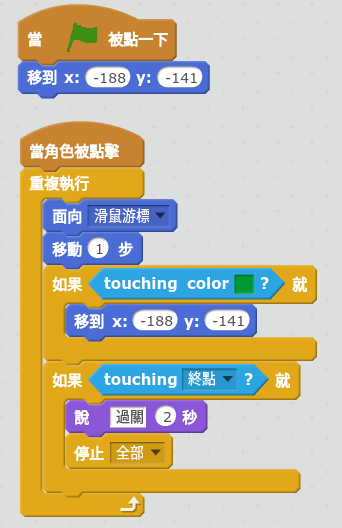 當 被點一下
移到 x: -188 y: -141
當角色被點擊
重複執行
面向 滑鼠游標
移動 1 步
如果 touching color ? 就
移到 x: -188 y: -141
如果 touching 終點 ? 就
說 過關 2 秒
停止 全部